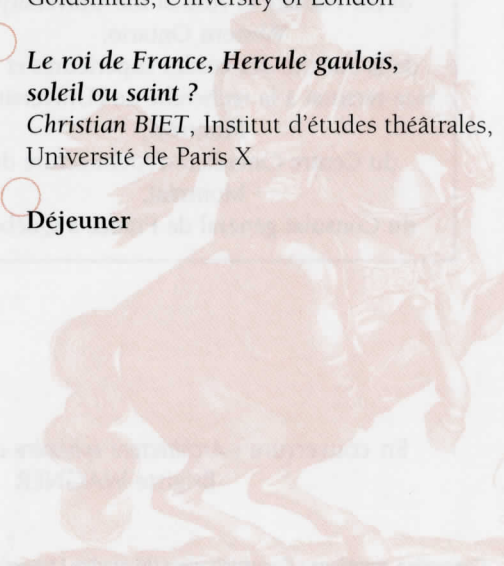 Goldsmiths, University of London
Le roi de France, Hercule gaulois,
soleil ou saint ?
Christian BIET, Institut d'études théâtrales,
Université de Paris X
Déjeuner